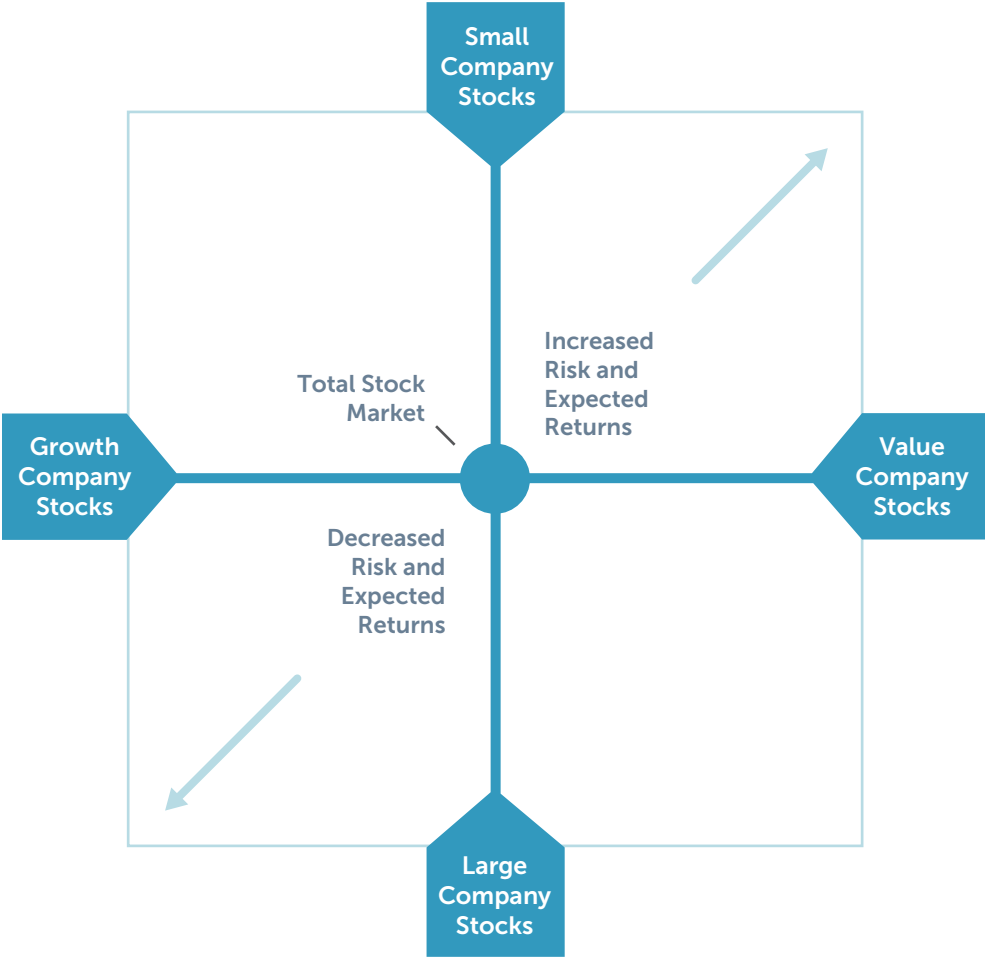 Small
Company
Stocks
Increased
Risk and
Expected
Returns
Total Stock
Market
Growth
Company
Stocks
Value
Company
Stocks
Decreased
Risk and
Expected
Returns
Large
Company
Stocks